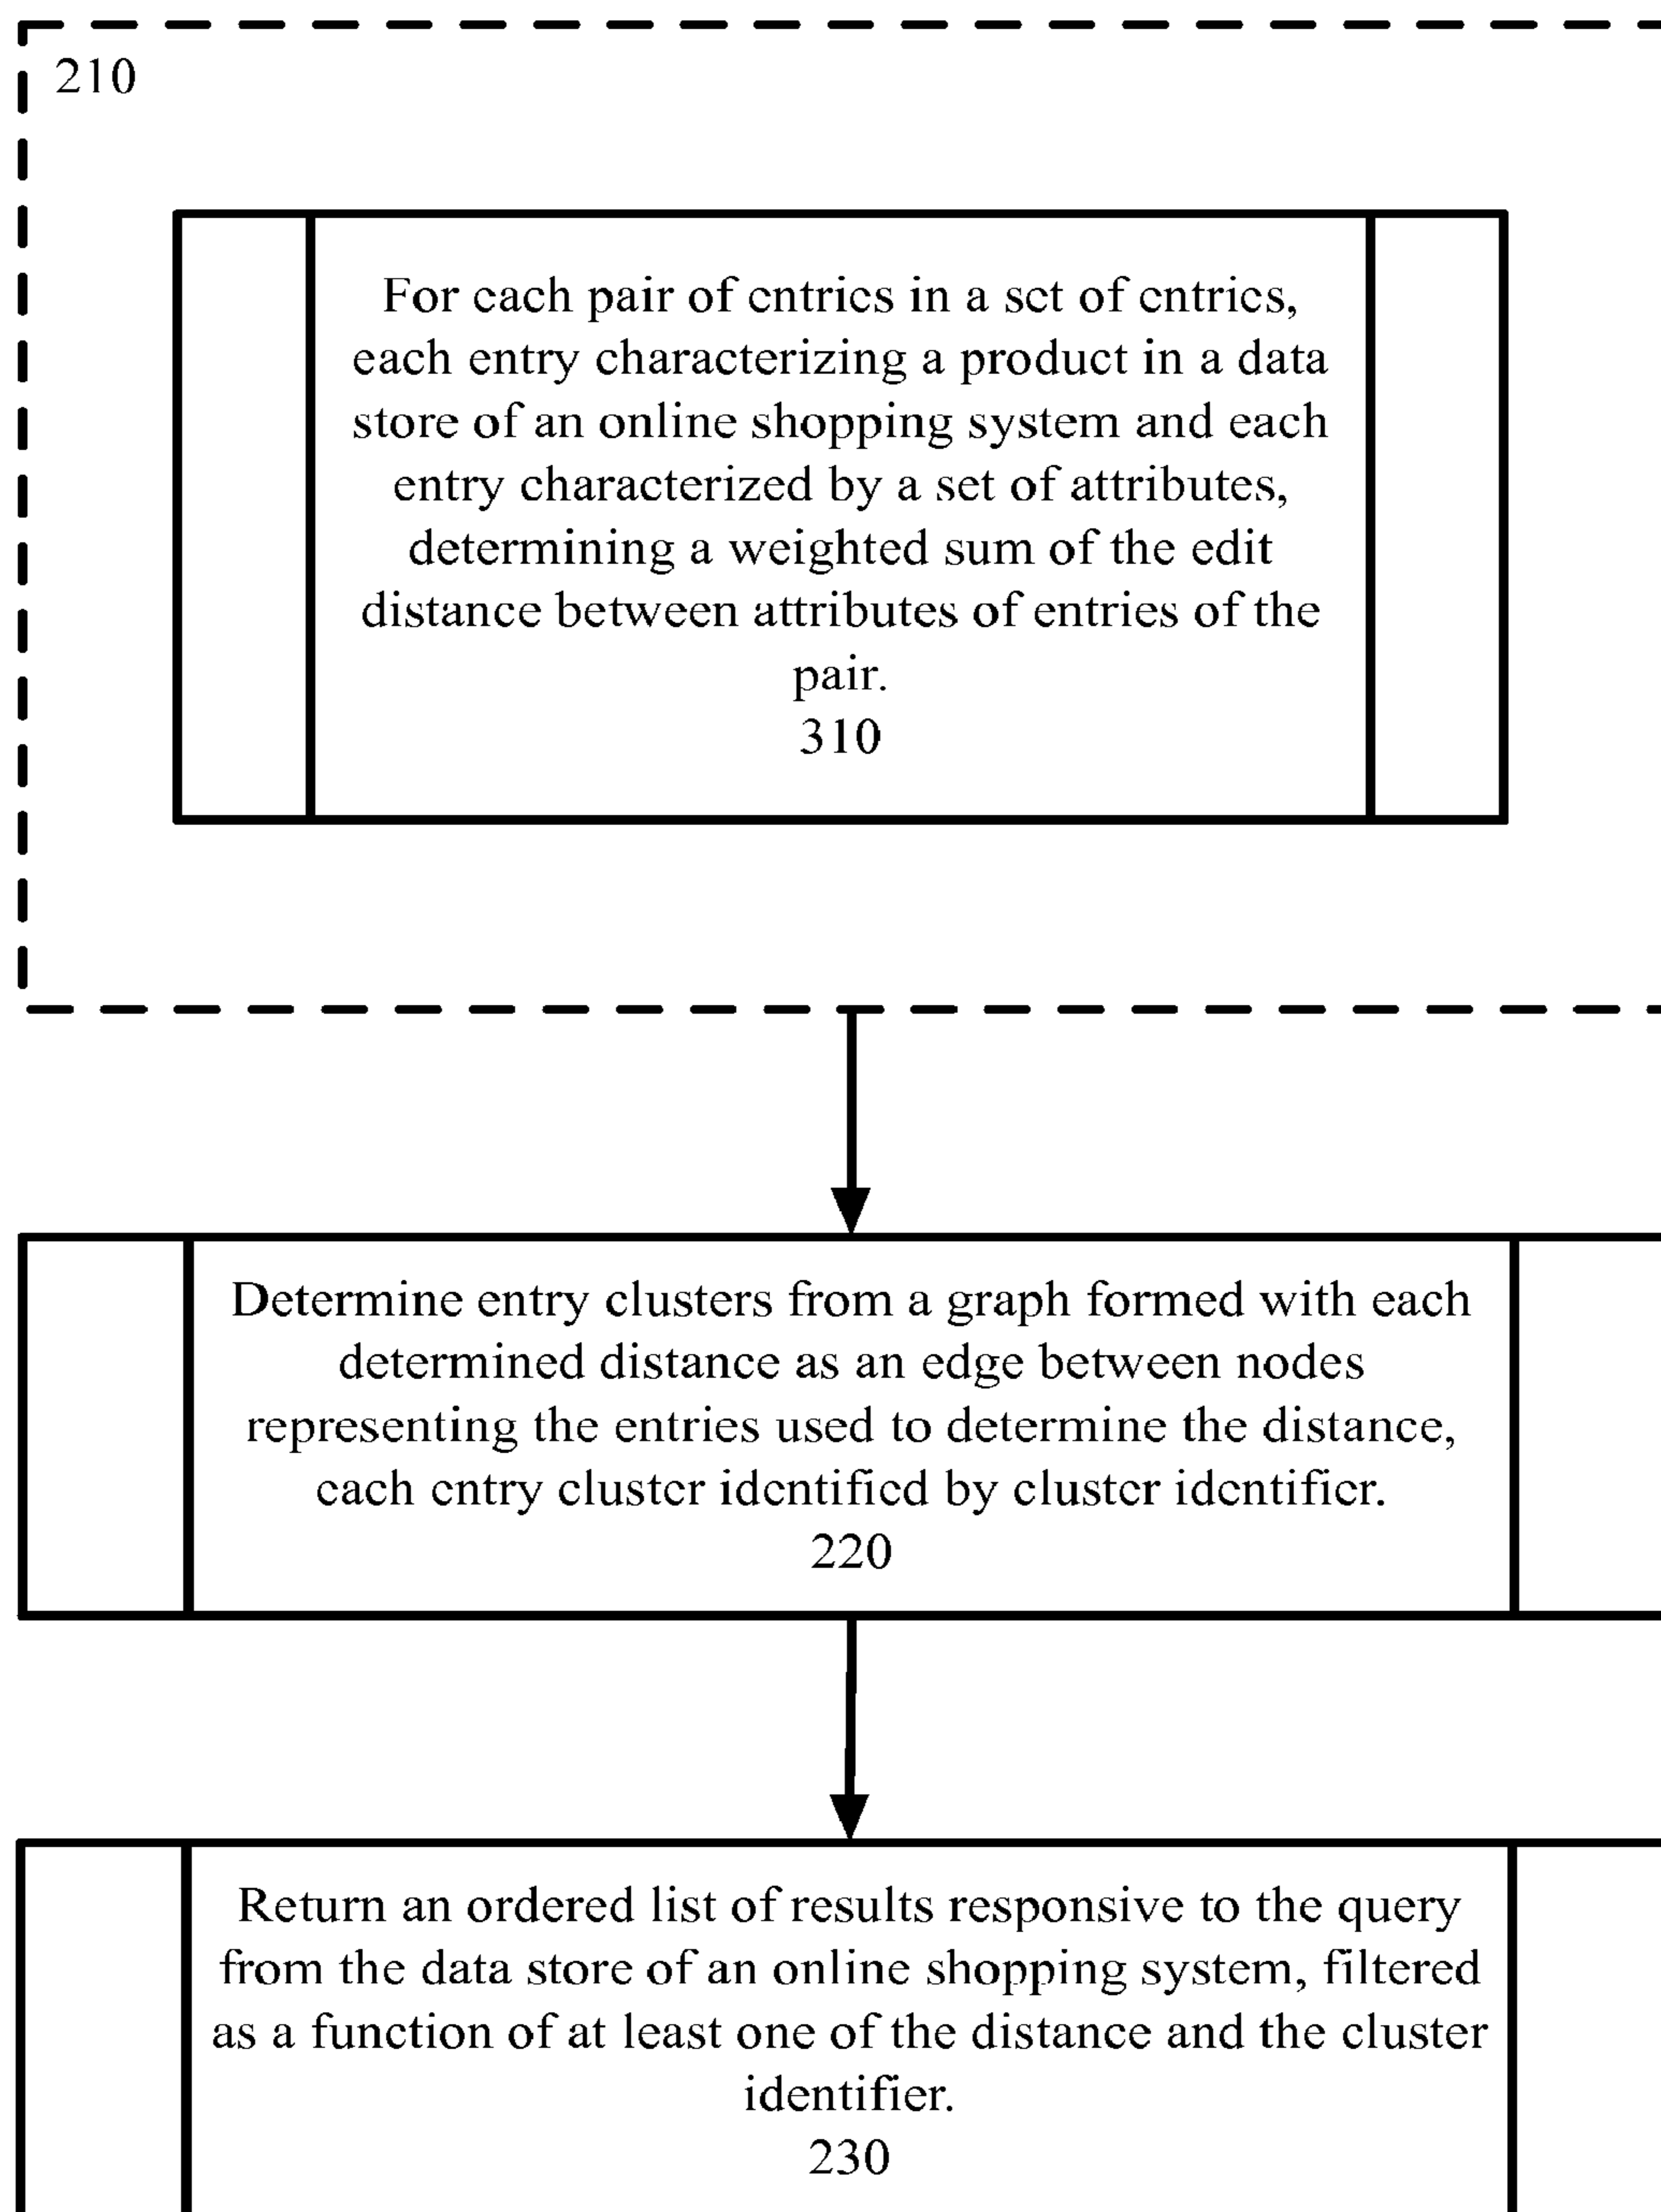 210
For each pair of entries in a set of entries,
each entry characterizing a product in a data
store of an online shopping system and each
entry characterized by a set of attributes,
determining a weighted sum of the edit
distance between attributes of entries of the
pair.
310
Determine entry clusters from a graph formed with each
determined distance as an edge between nodes
representing the entries used to determine the distance,
each entry cluster identified by cluster identifier.
220
Return an ordered list of results responsive to the query
from the data store of an online shopping system, filtered
as a function of at least one of the distance and the cluster
identifier.
230